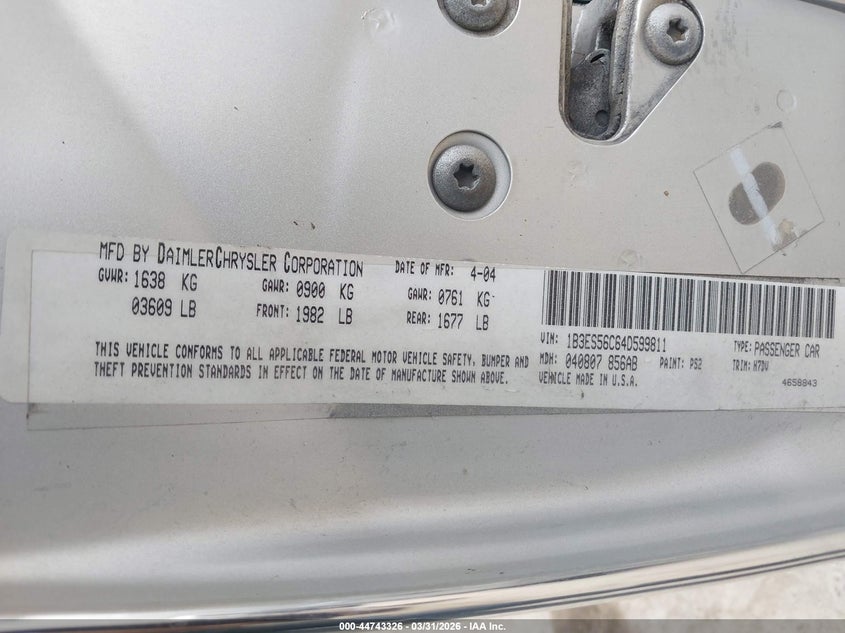 MFD BY DAIMLERCHRYSLER CORPORATION DATE OF MFR: 4-04
GVWR: 1638 KG GAWR: 0900 KG GAWR: 0761 KG
03609 LB FRONT: 1982 LB REAR: 1677 LB
THIS VEHICLE CONFORMS TO ALL APPLICABLE FEDERAL MOTOR VEHICLE SAFETY, BUMPER AND
THEFT PREVENTION STANDARDS IN EFFECT ON THE DATE OF MANUFACTURE SHOWN ABOVE.
VIN: 1B3ES56C64D599811 TYPE: PASSENGER CAR
MDH: 040807 856AB PAINT: PS2 TRIM: H7DV
VEHICLE MADE IN U.S.A. 4658943
000-44743326 - 03/31/2026 - IAA Inc.